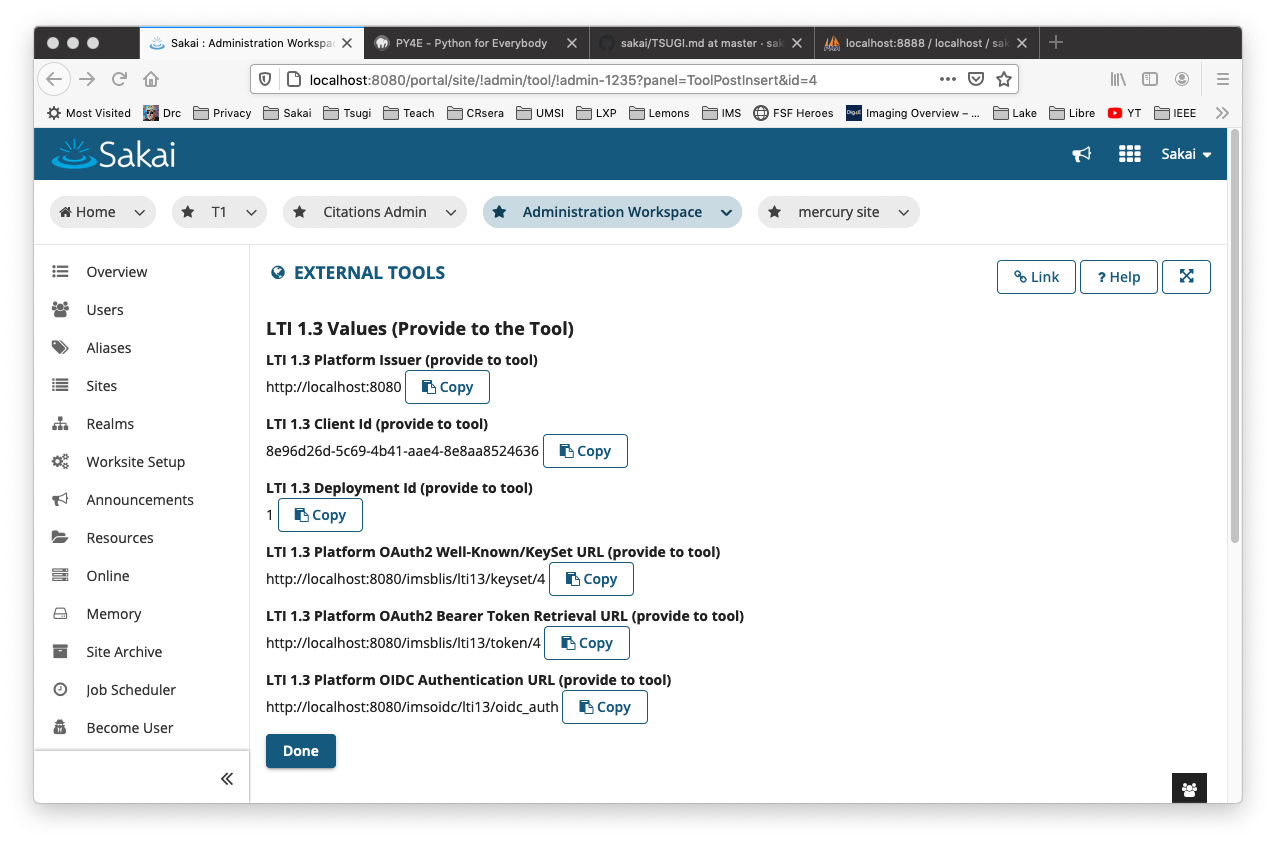 Sakai : Administration Workspac
PY4E - Python for Everybody
sakai/TSUGI.md at master · sak
localhost:8888 / localhost / sak
localhost:8080/portal/site/!admin/tool/!admin-1235?panel=ToolPostInsert&id=4
Most Visited Drc Privacy Sakai Tsugi Teach CRsera UMSI LXP Lemons IMS FSF Heroes Imaging Overview – ... Lake Libre YT IEEE
Sakai
Sakai
Home T1 Citations Admin Administration Workspace mercury site
Overview
Users
Aliases
Sites
Realms
Worksite Setup
Announcements
Resources
Online
Memory
Site Archive
Job Scheduler
Become User
EXTERNAL TOOLS
Link
? Help
LTI 1.3 Values (Provide to the Tool)
LTI 1.3 Platform Issuer (provide to tool)
http://localhost:8080 Copy
LTI 1.3 Client Id (provide to tool)
8e96d26d-5c69-4b41-aae4-8e8aa8524636 Copy
LTI 1.3 Deployment Id (provide to tool)
1 Copy
LTI 1.3 Platform OAuth2 Well-Known/KeySet URL (provide to tool)
http://localhost:8080/imsblis/lti13/keyset/4 Copy
LTI 1.3 Platform OAuth2 Bearer Token Retrieval URL (provide to tool)
http://localhost:8080/imsblis/lti13/token/4 Copy
LTI 1.3 Platform OIDC Authentication URL (provide to tool)
http://localhost:8080/imsoidc/lti13/oidc_auth Copy
Done